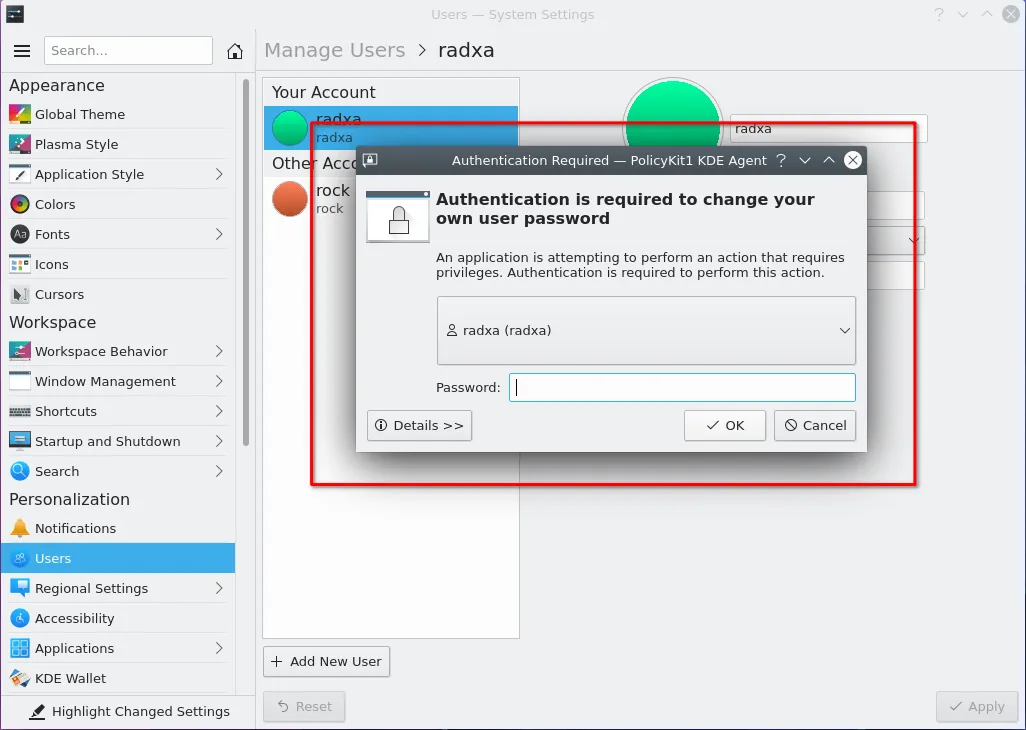 Users — System Settings
Search...
Manage Users > radxa
Appearance
Global Theme
Plasma Style
Application Style
Colors
Aa Fonts
Icons
Cursors
Workspace
Workspace Behavior
Window Management
Shortcuts
Startup and Shutdown
Search
Personalization
Notifications
Users
Regional Settings
Accessibility
Applications
KDE Wallet
Highlight Changed Settings
Your Account
radxa
radxa
Other Acco
rock
rock
radxa
Authentication Required — PolicyKit1 KDE Agent ?
Authentication is required to change your
own user password
An application is attempting to perform an action that requires
privileges. Authentication is required to perform this action.
radxa (radxa)
Password:
Details >>
OK
Cancel
+ Add New User
Reset
Apply